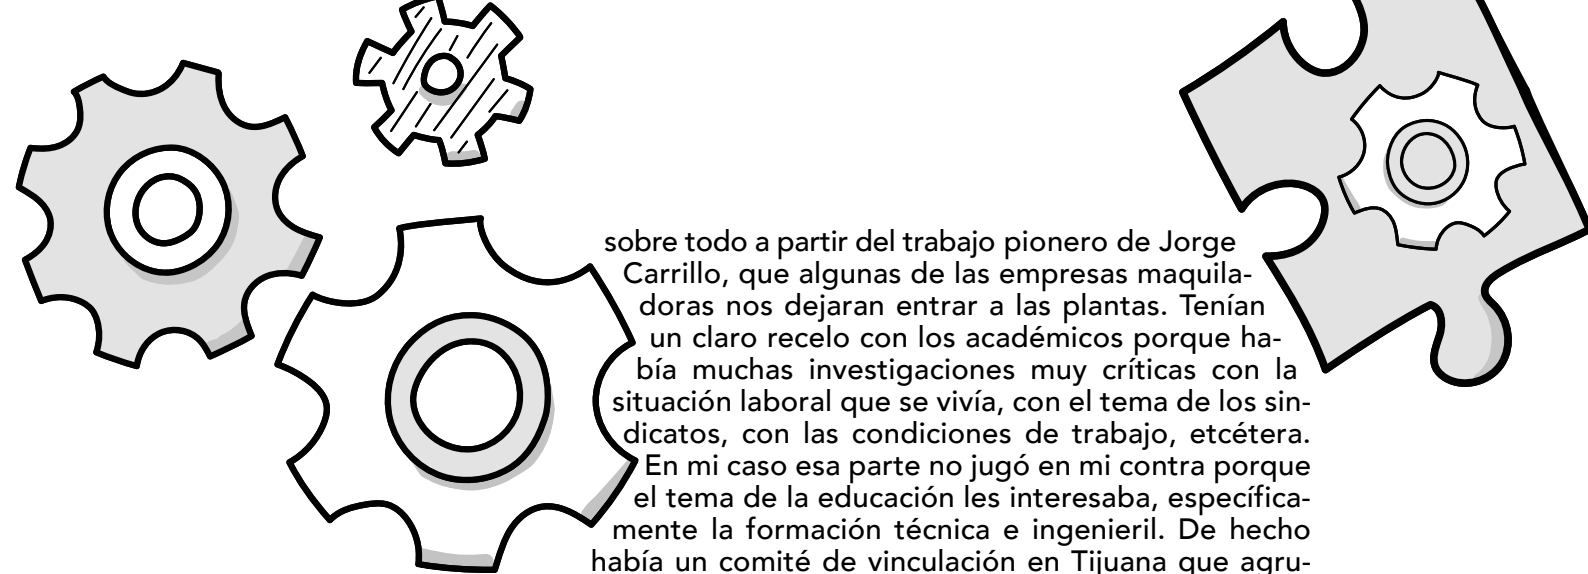 sobre todo a partir del trabajo pionero de Jorge
Carrillo, que algunas de las empresas maquila-
doras nos dejaran entrar a las plantas. Tenían
un claro recelo con los académicos porque ha-
bía muchas investigaciones muy críticas con la
situación laboral que se vivía, con el tema de los sin-
dicatos, con las condiciones de trabajo, etcétera.
En mi caso esa parte no jugó en mi contra porque
el tema de la educación les interesaba, específica-
mente la formación técnica e ingenieril. De hecho
había un comité de vinculación en Tijuana que agru-